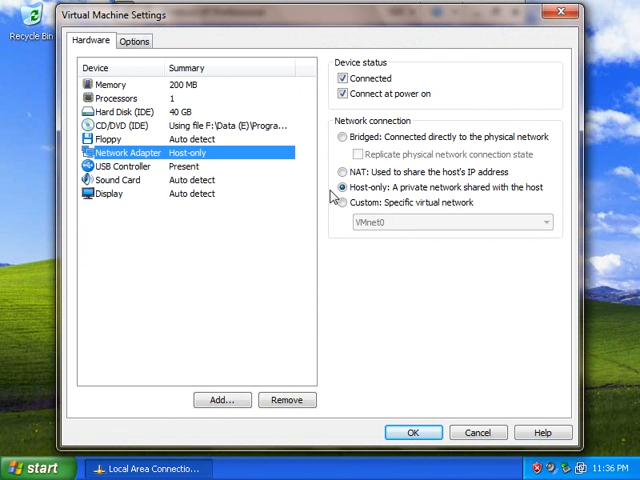 Virtual Machine Settings
Recycle Bin
Hardware
Options
Device Summary
Memory 200 MB
Processors 1
Hard Disk (IDE) 40 GB
CD/DVD (IDE) Using file F:\Data (E)\Progra...
Floppy Auto detect
Network Adapter Host-only
USB Controller Present
Sound Card Auto detect
Display Auto detect
Add...
Remove
Device status
Connected
Connect at power on
Network connection
Bridged: Connected directly to the physical network
Replicate physical network connection state
NAT: Used to share the host's IP address
Host-only: A private network shared with the host
Custom: Specific virtual network
VMnet0
OK
Cancel
Help
start
Local Area Connectio...
11:36 PM